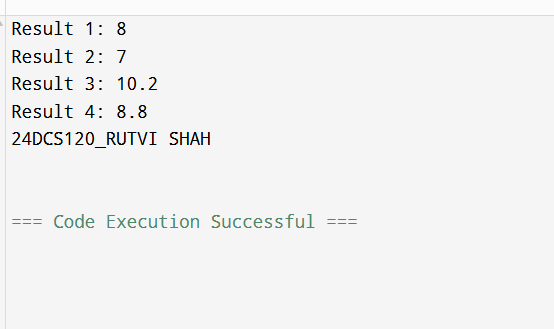 Result 1: 8
Result 2: 7
Result 3: 10.2
Result 4: 8.8
24DCS120_RUTVI SHAH
=== Code Execution Successful ===